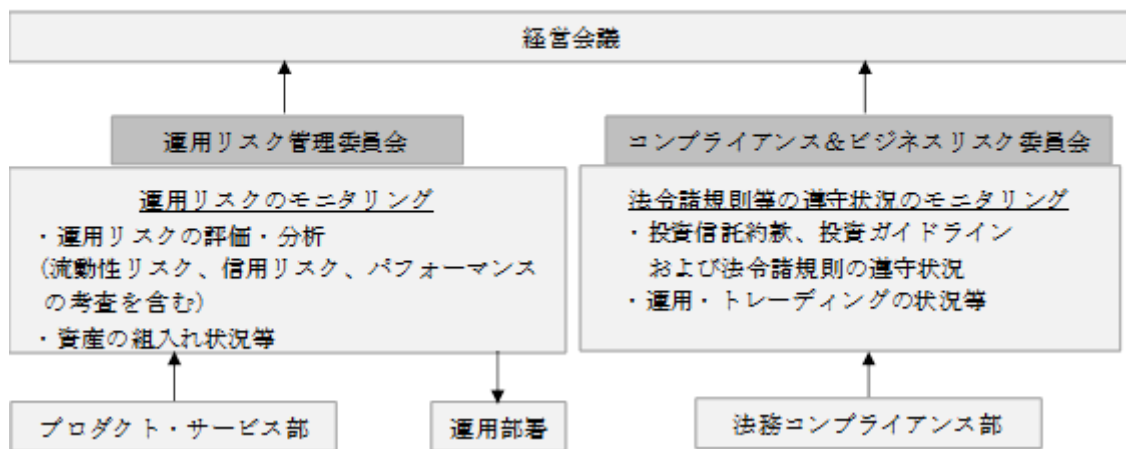 経営会議
運用リスク管理委員会
運用リスクのモニタリング
・運用リスクの評価・分析
(流動性リスク、信用リスク、パフォーマンス
の考査を含む)
・資産の組入れ状況等
コンプライアンス＆ビジネスリスク委員会
法令諸規則等の遵守状況のモニタリング
・投資信託約款、投資ガイドライン
および法令諸規則の遵守状況
・運用・トレーディングの状況等
プロダクト・サービス部
運用部署
法務コンプライアンス部